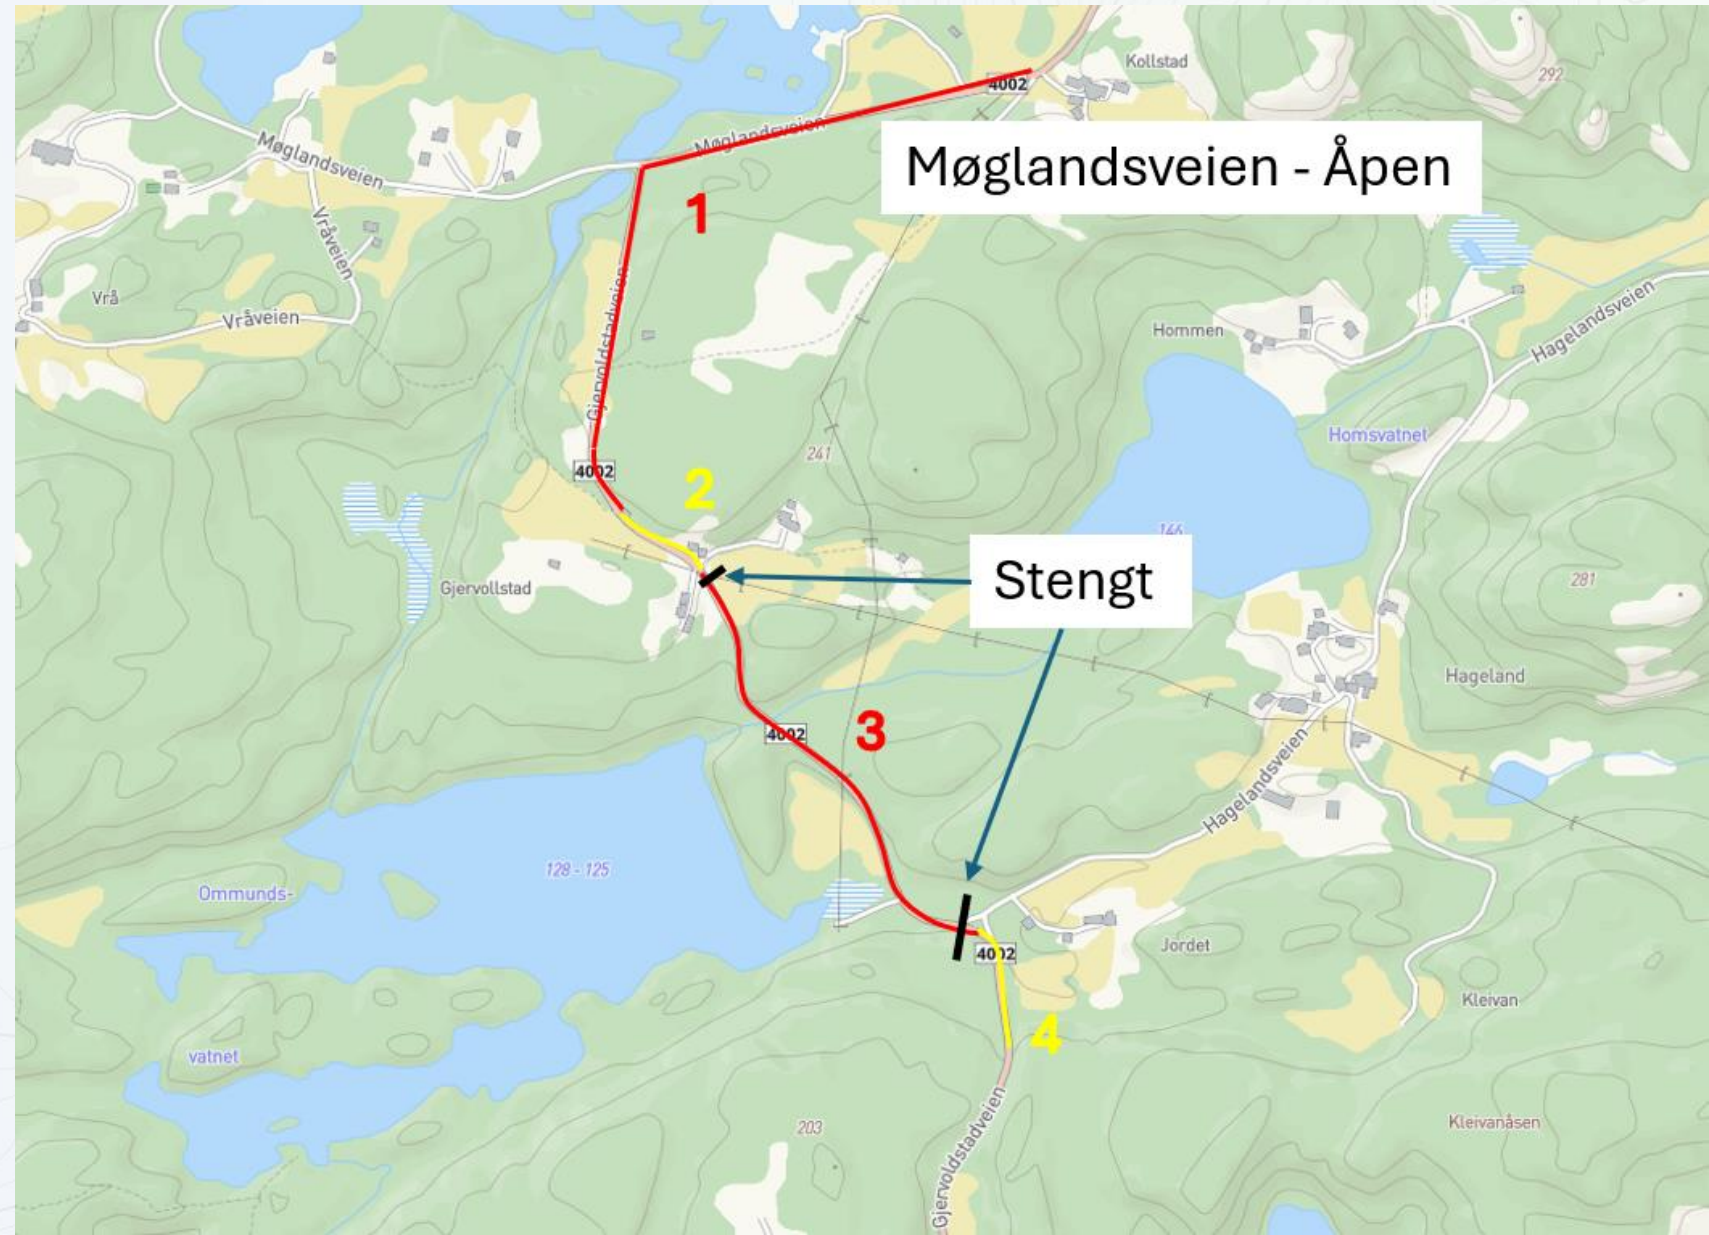 Kollstad
292
4002
Møglandsveien
Møglandsveien
Møglandsveien - Åpen
1
Vråveien
Vrå
Vråveien
Gjervoldstadveien
Hommen
Hagelandsveien
Homsvatnet
241
4002
2
146
Stengt
281
Gjervollstad
Hageland
3
4002
Hagelandsveien
128 - 125
Ommunds-
4002
Jordet
Kleivan
4
vatnet
203
Gjervoldstadveien
Kleivanåsen